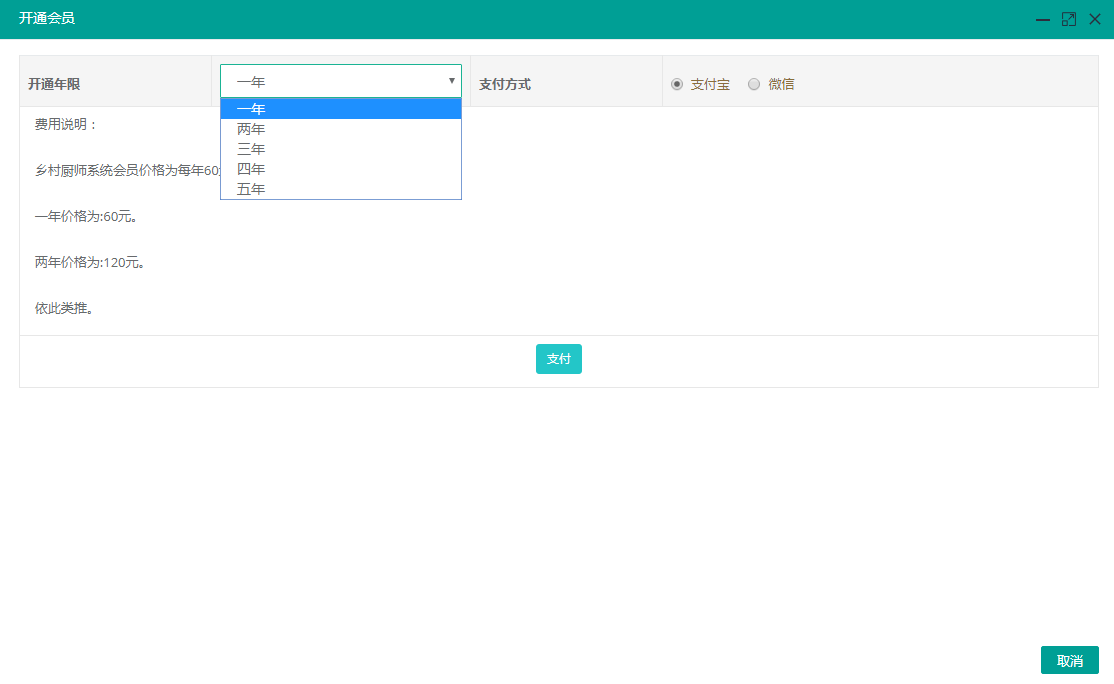 开通会员
开通年限
一年
支付方式
支付宝
微信
一年
两年
三年
四年
五年
费用说明：
乡村厨师系统会员价格为每年60
一年价格为:60元。
两年价格为:120元。
依此类推。
支付
取消